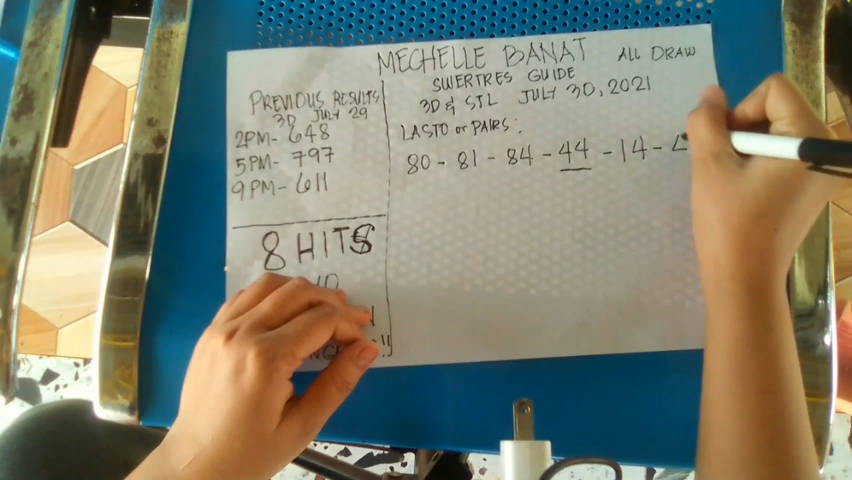 MECHELLE BANAT ALL DRAW
SWERTRES GUIDE
3D & STL JULY 30, 2021
PREVIOUS RESULTS
3D JULY 29
2PM- 648
5PM- 797
9PM- 611
8 HITS
LASTO or PAIRS:
80 - 81 - 84 - 44 - 14 -